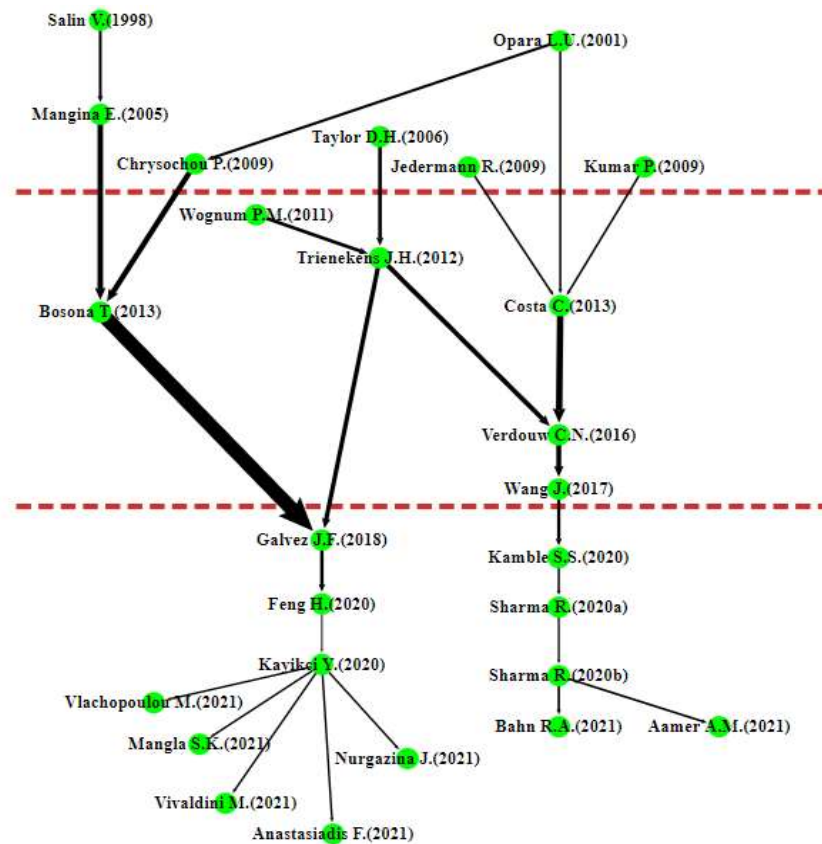 Salin V.(1998)
Opara L.U.(2001)
Mangina E.(2005)
Taylor D.H.(2006)
Chrysochou P.(2009)
Jedermann R.(2009)
Kumar P.(2009)
Wognum P.M.(2011)
Trienekens J.H.(2012)
Bosona T.(2013)
Costa C.(2013)
Verdouw C.N.(2016)
Wang J.(2017)
Galvez J.F.(2018)
Kamble S.S.(2020)
Feng H.(2020)
Sharma R.(2020a)
Kayikci Y.(2020)
Sharma R.(2020b)
Vlachopoulou M.(2021)
Bahn R.A.(2021)
Aamer A.M.(2021)
Mangla S.K.(2021)
Nurgazina J.(2021)
Vivaldini M.(2021)
Anastasiadis F.(2021)